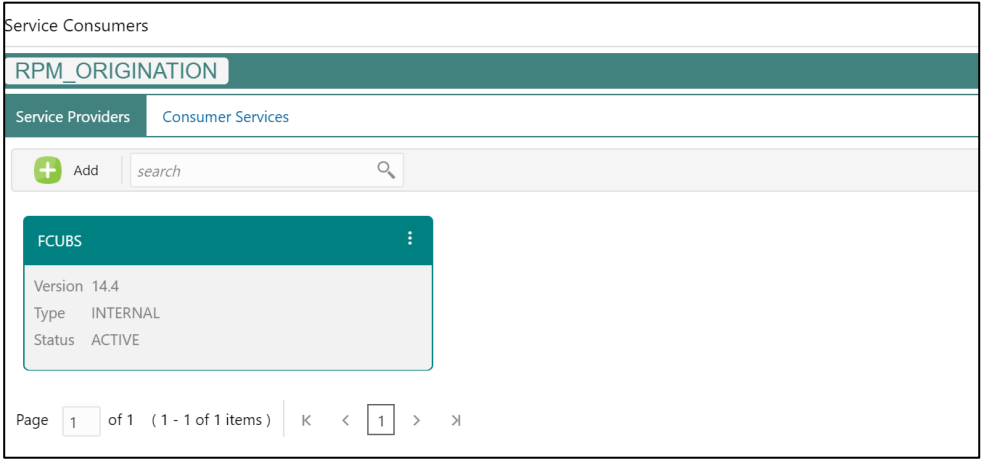 Service Consumers
RPM_ORIGINATION
Service Providers Consumer Services
Add search
FCUBS
Version 14.4
Type INTERNAL
Status ACTIVE
Page 1 of 1 ( 1 - 1 of 1 items ) 1